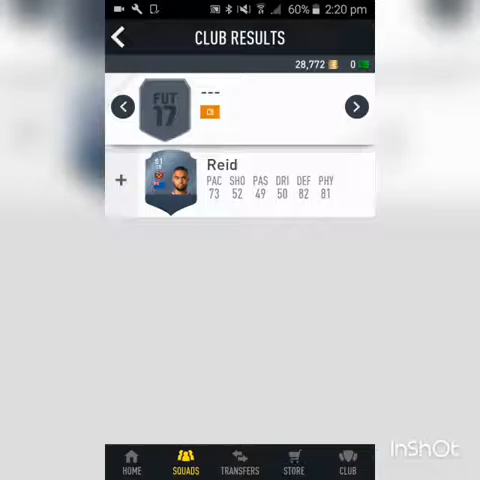 60% 2:20 pm
CLUB RESULTS
28,772 0
FUT 17
---
CB
81
Reid
PAC SHO PAS DRI DEF PHY
73 52 49 50 82 81
HOME SQUADS TRANSFERS STORE CLUB
InShOt